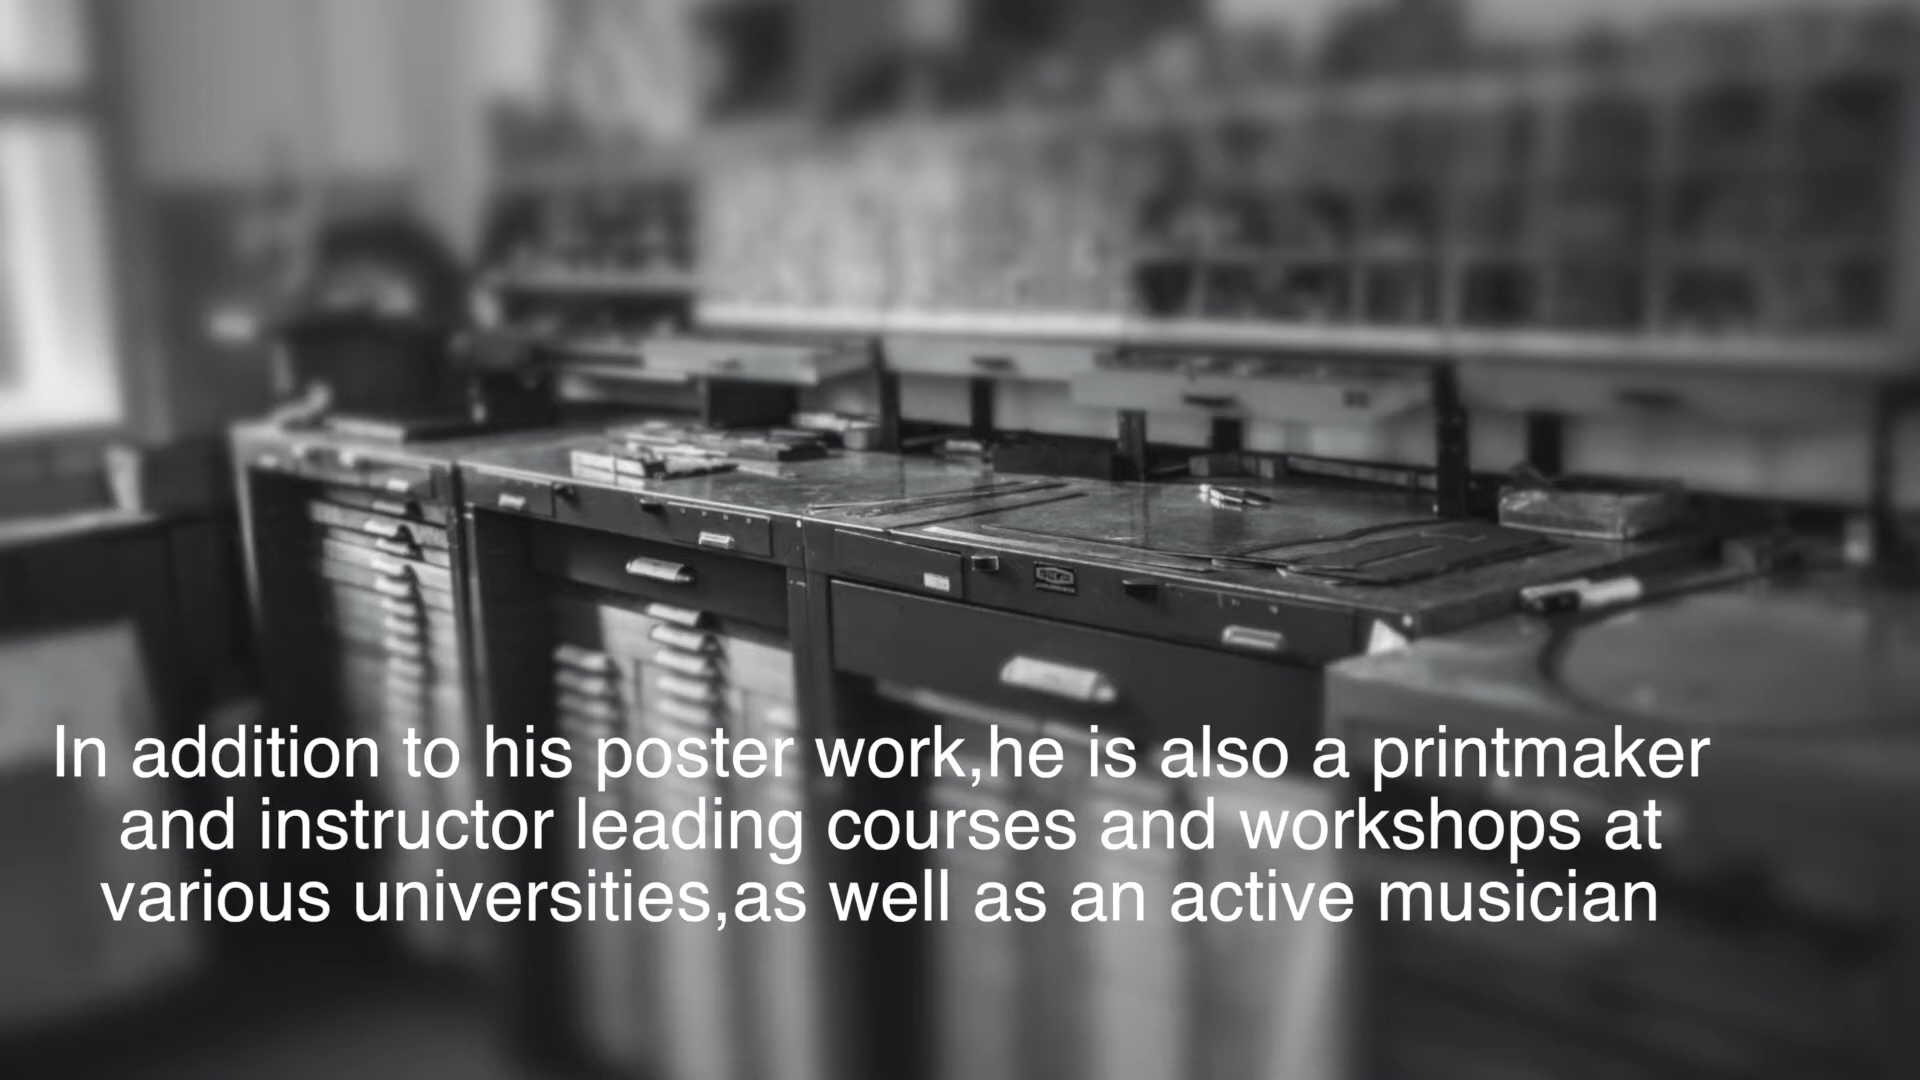 In addition to his poster work,he is also a printmaker
and instructor leading courses and workshops at
various universities,as well as an active musician